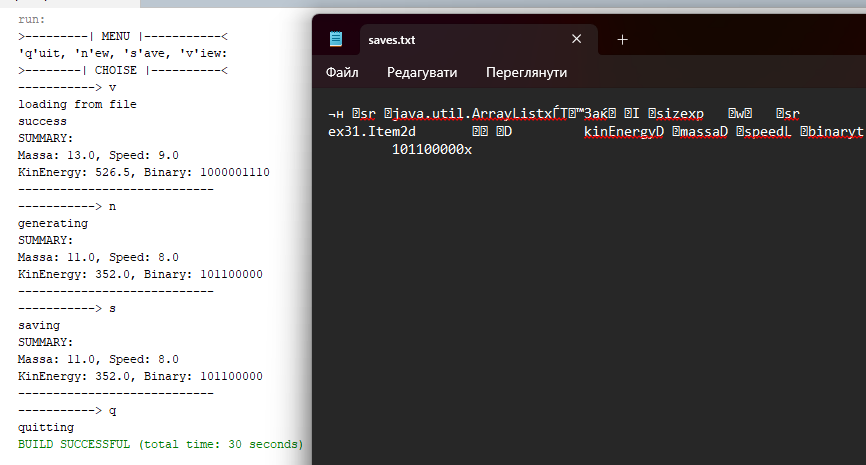 run:
>---------| MENU |-----------<
'q'uit, 'n'ew, 's'ave, 'v'iew:
>--------| CHOISE |----------<
-----------> v
loading from file
success
SUMMARY:
Massa: 13.0, Speed: 9.0
KinEnergy: 526.5, Binary: 1000001110
----------------------------
-----------> n
generating
SUMMARY:
Massa: 11.0, Speed: 8.0
KinEnergy: 352.0, Binary: 101100000
----------------------------
-----------> s
saving
SUMMARY:
Massa: 11.0, Speed: 8.0
KinEnergy: 352.0, Binary: 101100000
----------------------------
-----------> q
quitting
BUILD SUCCESSFUL (total time: 30 seconds)
saves.txt
Файл Редагувати Переглянути
¬н sr java.util.ArrayListxЃТ™Заќ I sizexp w sr
ex31.Item2d D kinEnergyD massaD speedL binaryt
101100000x